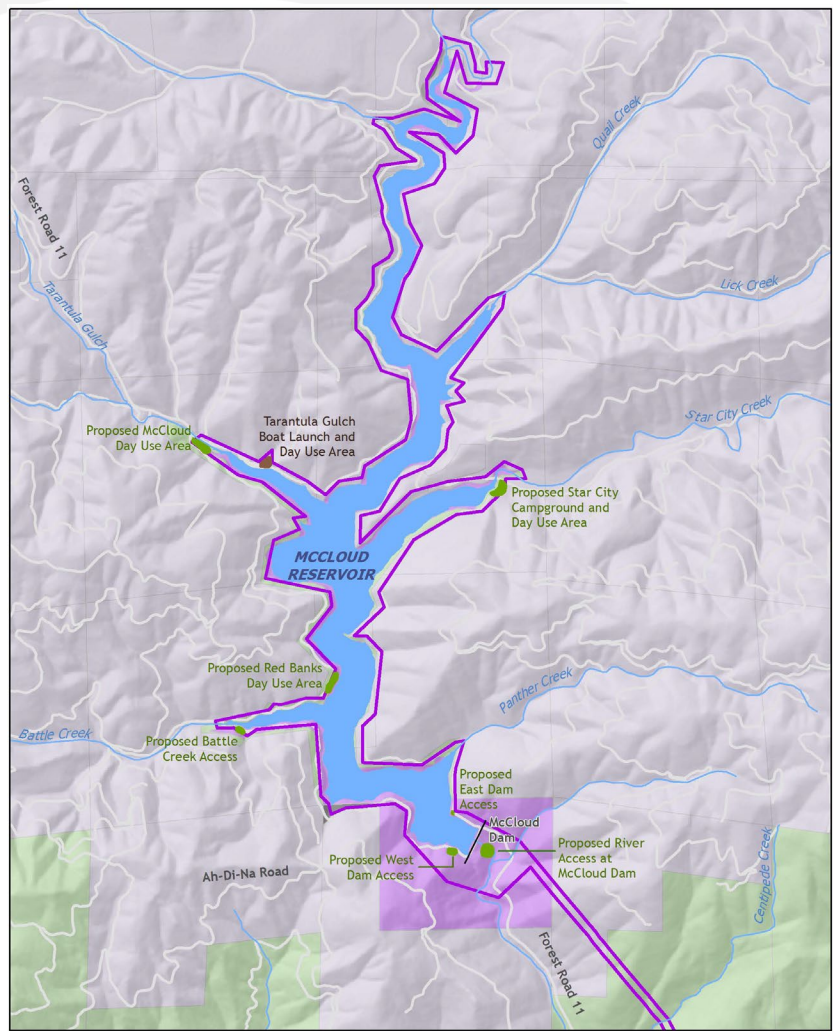 Quail Creek
Forest Road 11
Lick Creek
Tarantula Gulch
Star City Creek
Proposed McCloud
Day Use Area
Tarantula Gulch
Boat Launch and
Day Use Area
Proposed Star City
Campground and
Day Use Area
MCCLOUD
RESERVOIR
Proposed Red Banks
Day Use Area
Panther Creek
Battle Creek
Proposed Battle
Creek Access
Proposed
East Dam
Access
McCloud
Dam
Proposed River
Access at
McCloud Dam
Proposed West
Dam Access
Ah-Di-Na Road
Centipede Creek
Forest Road 11